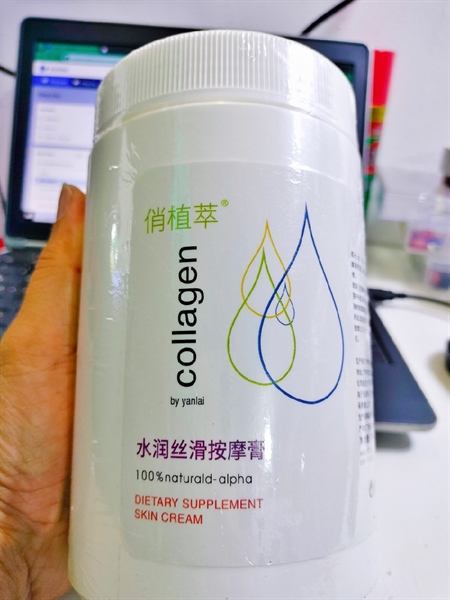 俏植萃®
collagen
by yanlai
水润丝滑按摩膏
100%naturald-alpha
DIETARY SUPPLEMENT
SKIN CREAM